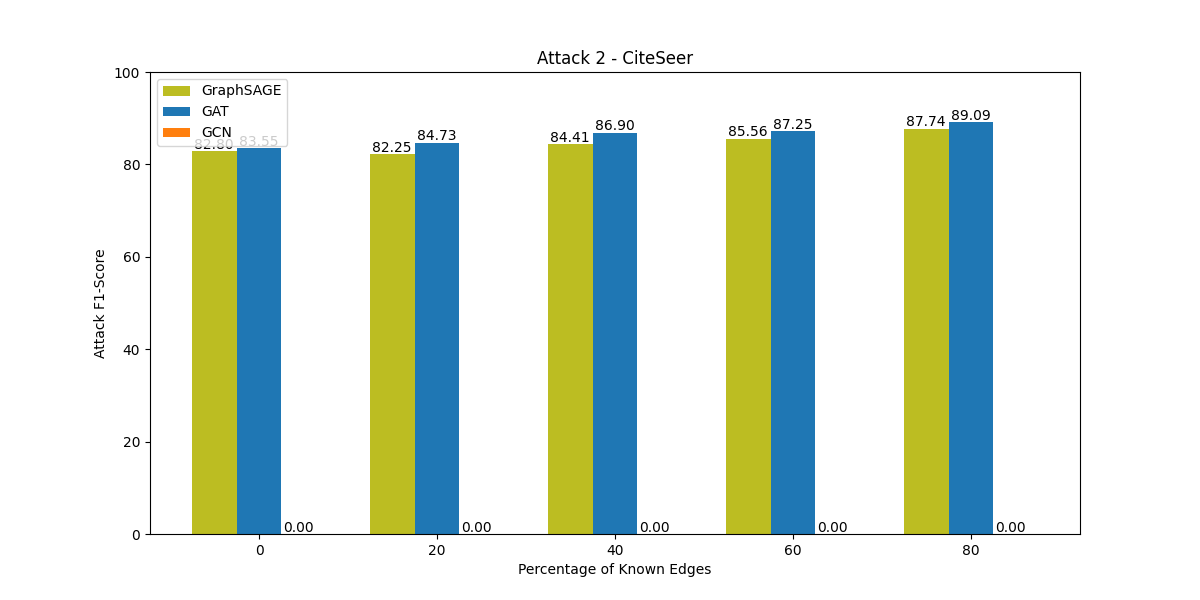 Attack 2 - CiteSeer
100
80
60
40
20
0
Attack F1-Score
GraphSAGE
GAT
GCN
82.80 83.55
82.25 84.73
84.41 86.90
85.56 87.25
87.74 89.09
0.00 0.00 0.00 0.00 0.00
0 20 40 60 80
Percentage of Known Edges